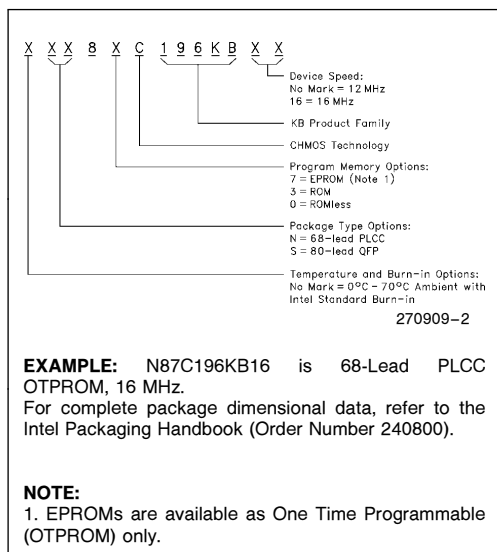 X XX 8 X C 196KB X X
Device Speed:
No Mark = 12 MHz
16 = 16 MHz
KB Product Family
CHMOS Technology
Program Memory Options:
7 = EPROM (Note 1)
3 = ROM
0 = ROMless
Package Type Options:
N = 68-lead PLCC
S = 80-lead QFP
Temperature and Burn-in Options:
No Mark = 0°C - 70°C Ambient with
Intel Standard Burn-in
270909-2
EXAMPLE: N87C196KB16 is 68-Lead PLCC
OTPROM, 16 MHz.
For complete package dimensional data, refer to the
Intel Packaging Handbook (Order Number 240800).
NOTE:
1. EPROMs are available as One Time Programmable
(OTPROM) only.